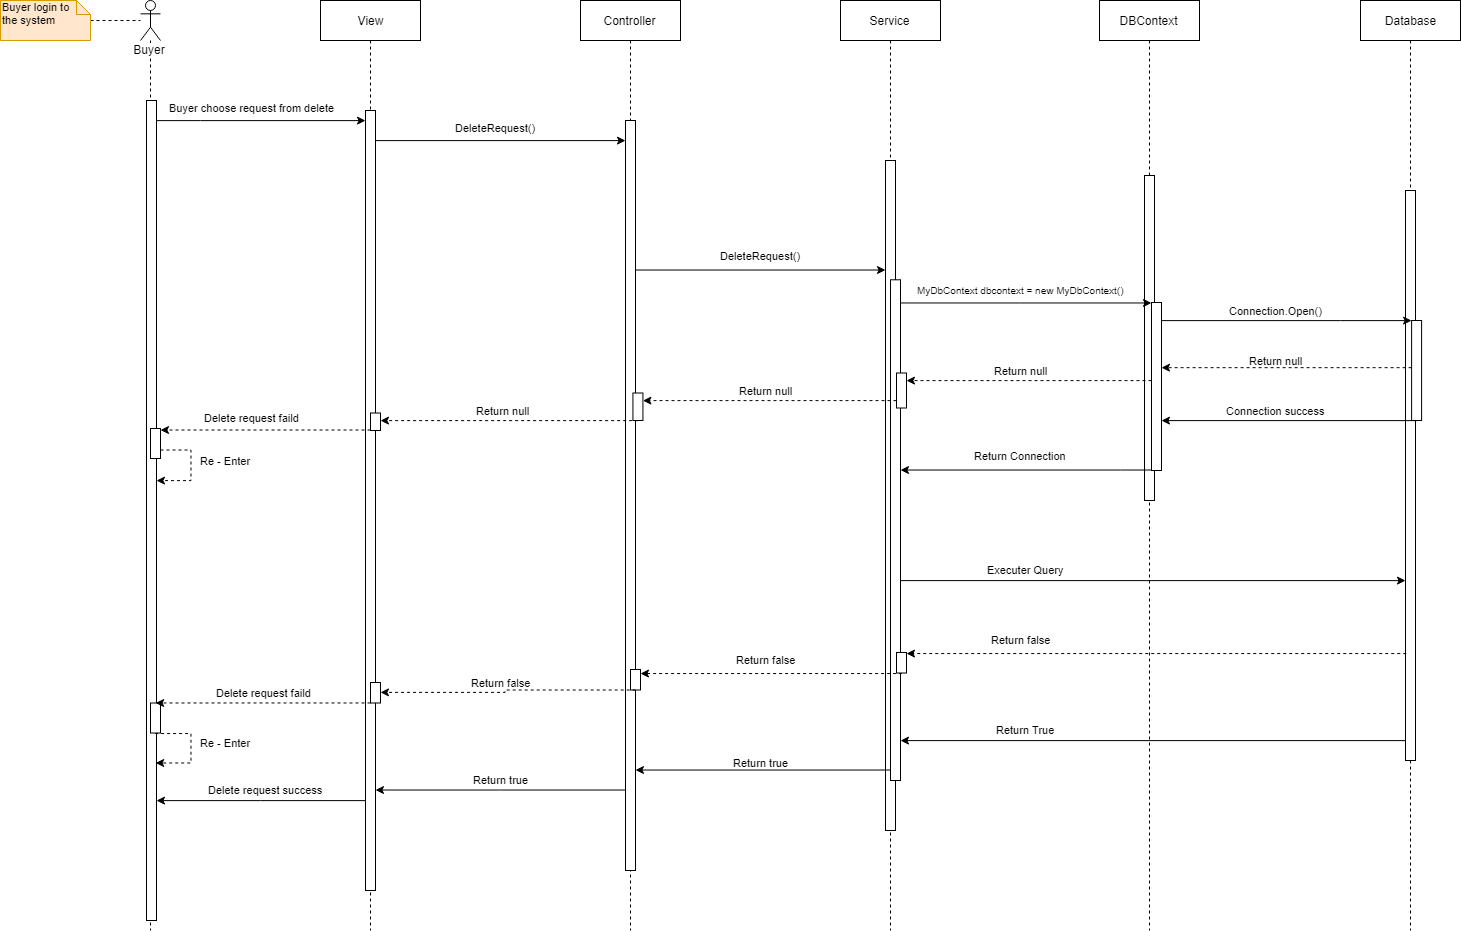 Buyer login to
the system
Buyer
View
Controller
Service
DBContext
Database
Buyer choose request from delete
DeleteRequest()
DeleteRequest()
MyDbContext dbcontext = new MyDbContext()
Connection.Open()
Return null
Return null
Return null
Return null
Delete request faild
Connection success
Re - Enter
Return Connection
Executer Query
Return false
Return false
Return false
Delete request faild
Re - Enter
Return True
Return true
Return true
Delete request success